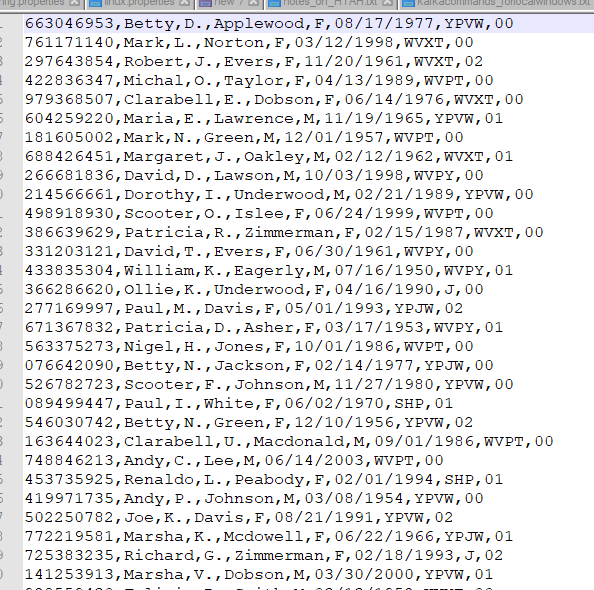 ning.properties linux.properties new 7 notes_on_HTAH.txt kafkacommands_forlocalwindows.txt
663046953,Betty,D.,Applewood,F,08/17/1977,YPVW,00
761171140,Mark,L.,Norton,F,03/12/1998,WVXT,00
297643854,Robert,J.,Evers,F,11/20/1961,WVXT,02
422836347,Michal,O.,Taylor,F,04/13/1989,WVPT,00
979368507,Clarabell,E.,Dobson,F,06/14/1976,WVXT,00
604259220,Maria,E.,Lawrence,M,11/19/1965,YPVW,01
181605002,Mark,N.,Green,M,12/01/1957,WVPT,00
688426451,Margaret,J.,Oakley,M,02/12/1962,WVXT,01
266681836,David,D.,Lawson,M,10/03/1998,WVPY,00
214566661,Dorothy,I.,Underwood,M,02/21/1989,YPVW,00
498918930,Scooter,O.,Islee,F,06/24/1999,WVPT,00
386639629,Patricia,R.,Zimmerman,F,02/15/1987,WVXT,00
331203121,David,T.,Evers,F,06/30/1961,WVPY,00
433835304,William,K.,Eagerly,M,07/16/1950,WVPY,01
366286620,Ollie,K.,Underwood,F,04/16/1990,J,00
277169997,Paul,M.,Davis,F,05/01/1993,YPJW,02
671367832,Patricia,D.,Asher,F,03/17/1953,WVPY,01
563375273,Nigel,H.,Jones,F,10/01/1986,WVPT,00
076642090,Betty,N.,Jackson,F,02/14/1977,YPJW,00
526782723,Scooter,F.,Johnson,M,11/27/1980,YPVW,00
089499447,Paul,I.,White,F,06/02/1970,SHP,01
546030742,Betty,N.,Green,F,12/10/1956,YPVW,02
163644023,Clarabell,U.,Macdonald,M,09/01/1986,WVPT,00
748846213,Andy,C.,Lee,M,06/14/2003,WVPT,00
453735925,Renaldo,L.,Peabody,F,02/01/1994,SHP,01
419971735,Andy,P.,Johnson,M,03/08/1954,YPVW,00
502250782,Joe,K.,Davis,F,08/21/1991,YPVW,02
772219581,Marsha,K.,Mcdowell,F,06/22/1966,YPJW,01
725383235,Richard,G.,Zimmerman,F,02/18/1993,J,02
141253913,Marsha,V.,Dobson,M,03/30/2000,YPVW,01